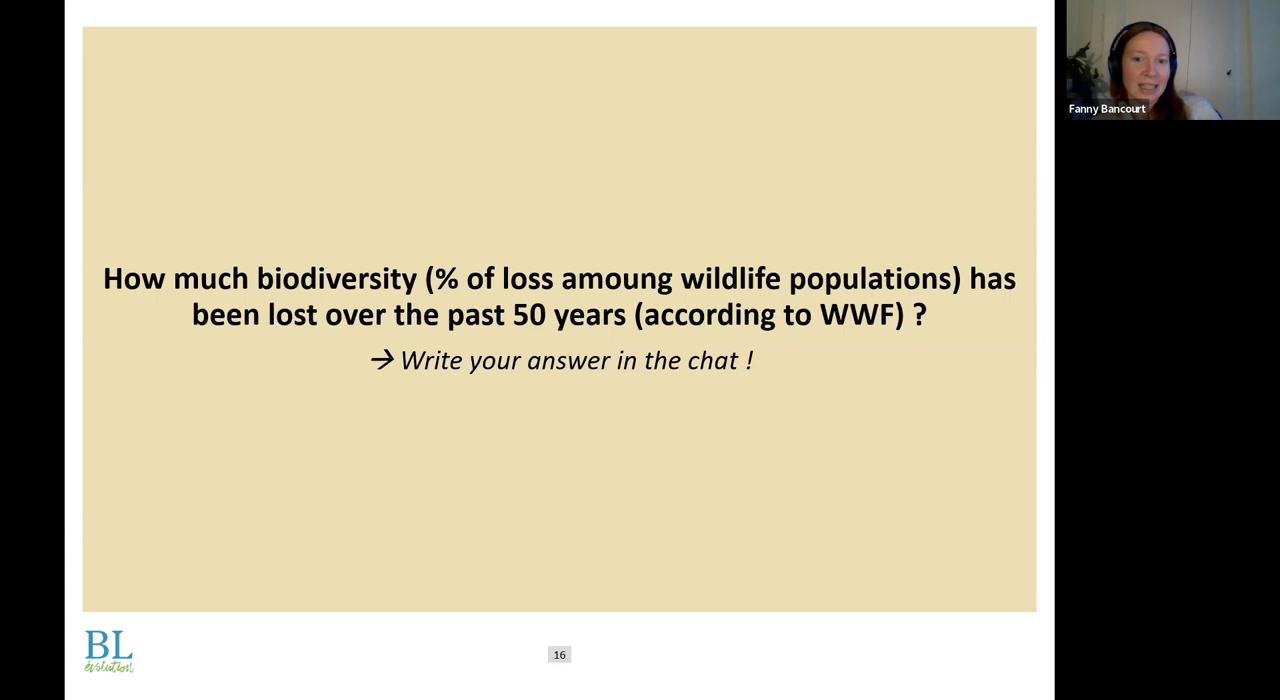 Fanny Bancourt
How much biodiversity (% of loss amoung wildlife populations) has
been lost over the past 50 years (according to WWF) ?
→ Write your answer in the chat !
BL
évolution
16